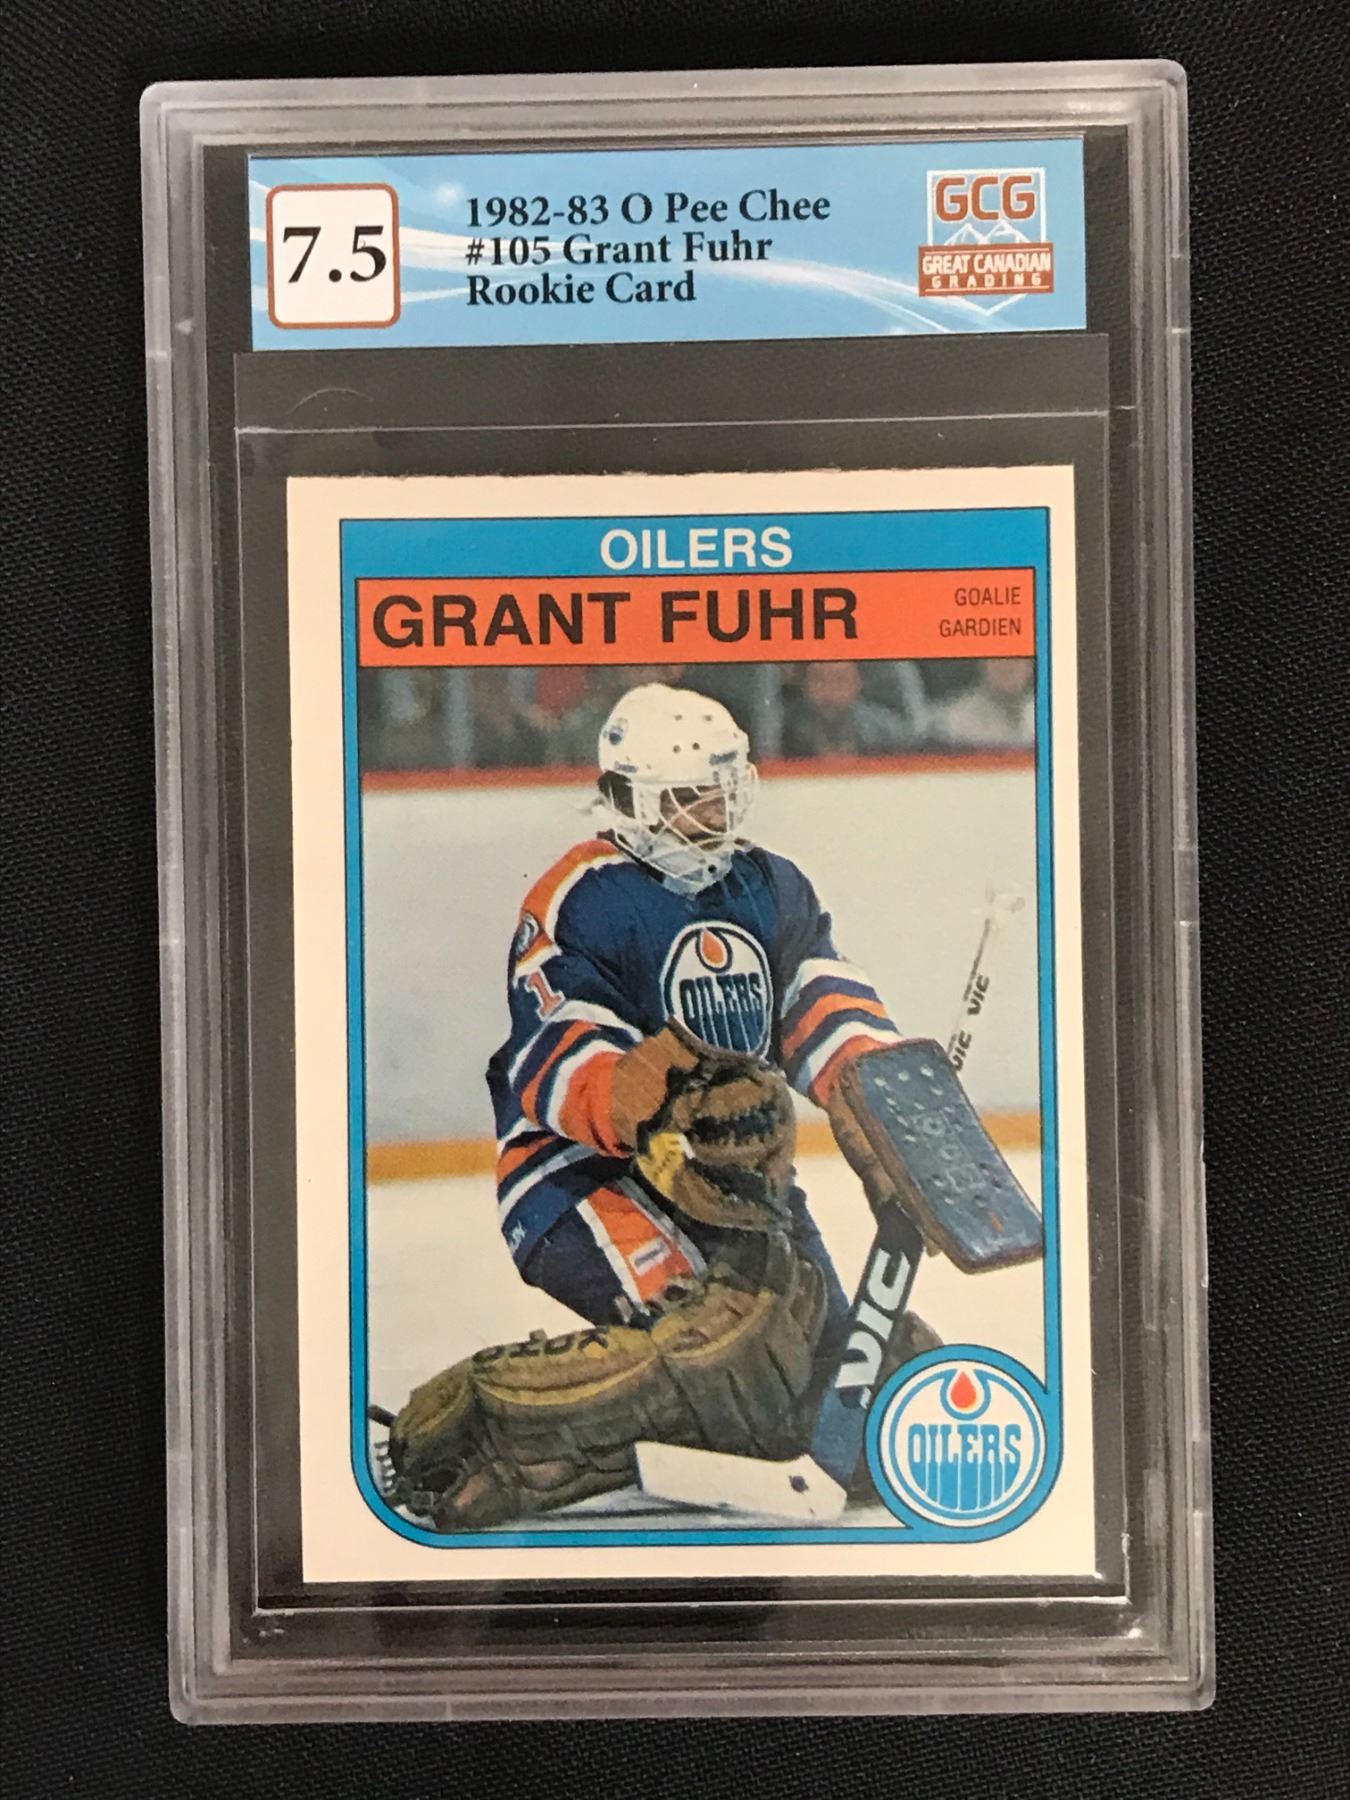 7.5
1982-83 O Pee Chee
#105 Grant Fuhr
Rookie Card
GCG
GREAT CANADIAN
GRADING
OILERS
GRANT FUHR
GOALIE
GARDIEN
1
OILERS
VIC VIC
VIC
OILERS